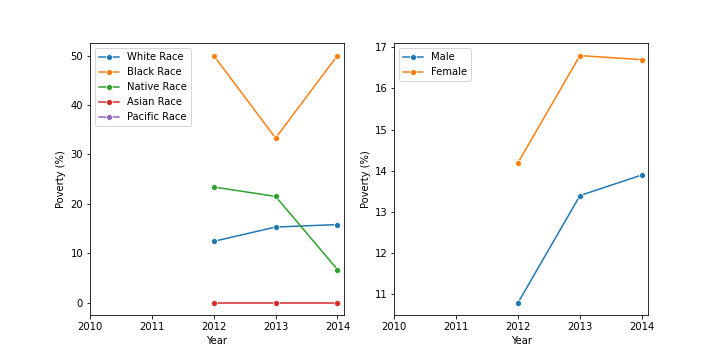 White Race
Black Race
Native Race
Asian Race
Pacific Race
50
40
30
20
10
0
Poverty (%)
2010 2011 2012 2013 2014
Year
Male
Female
17
16
15
14
13
12
11
Poverty (%)
2010 2011 2012 2013 2014
Year